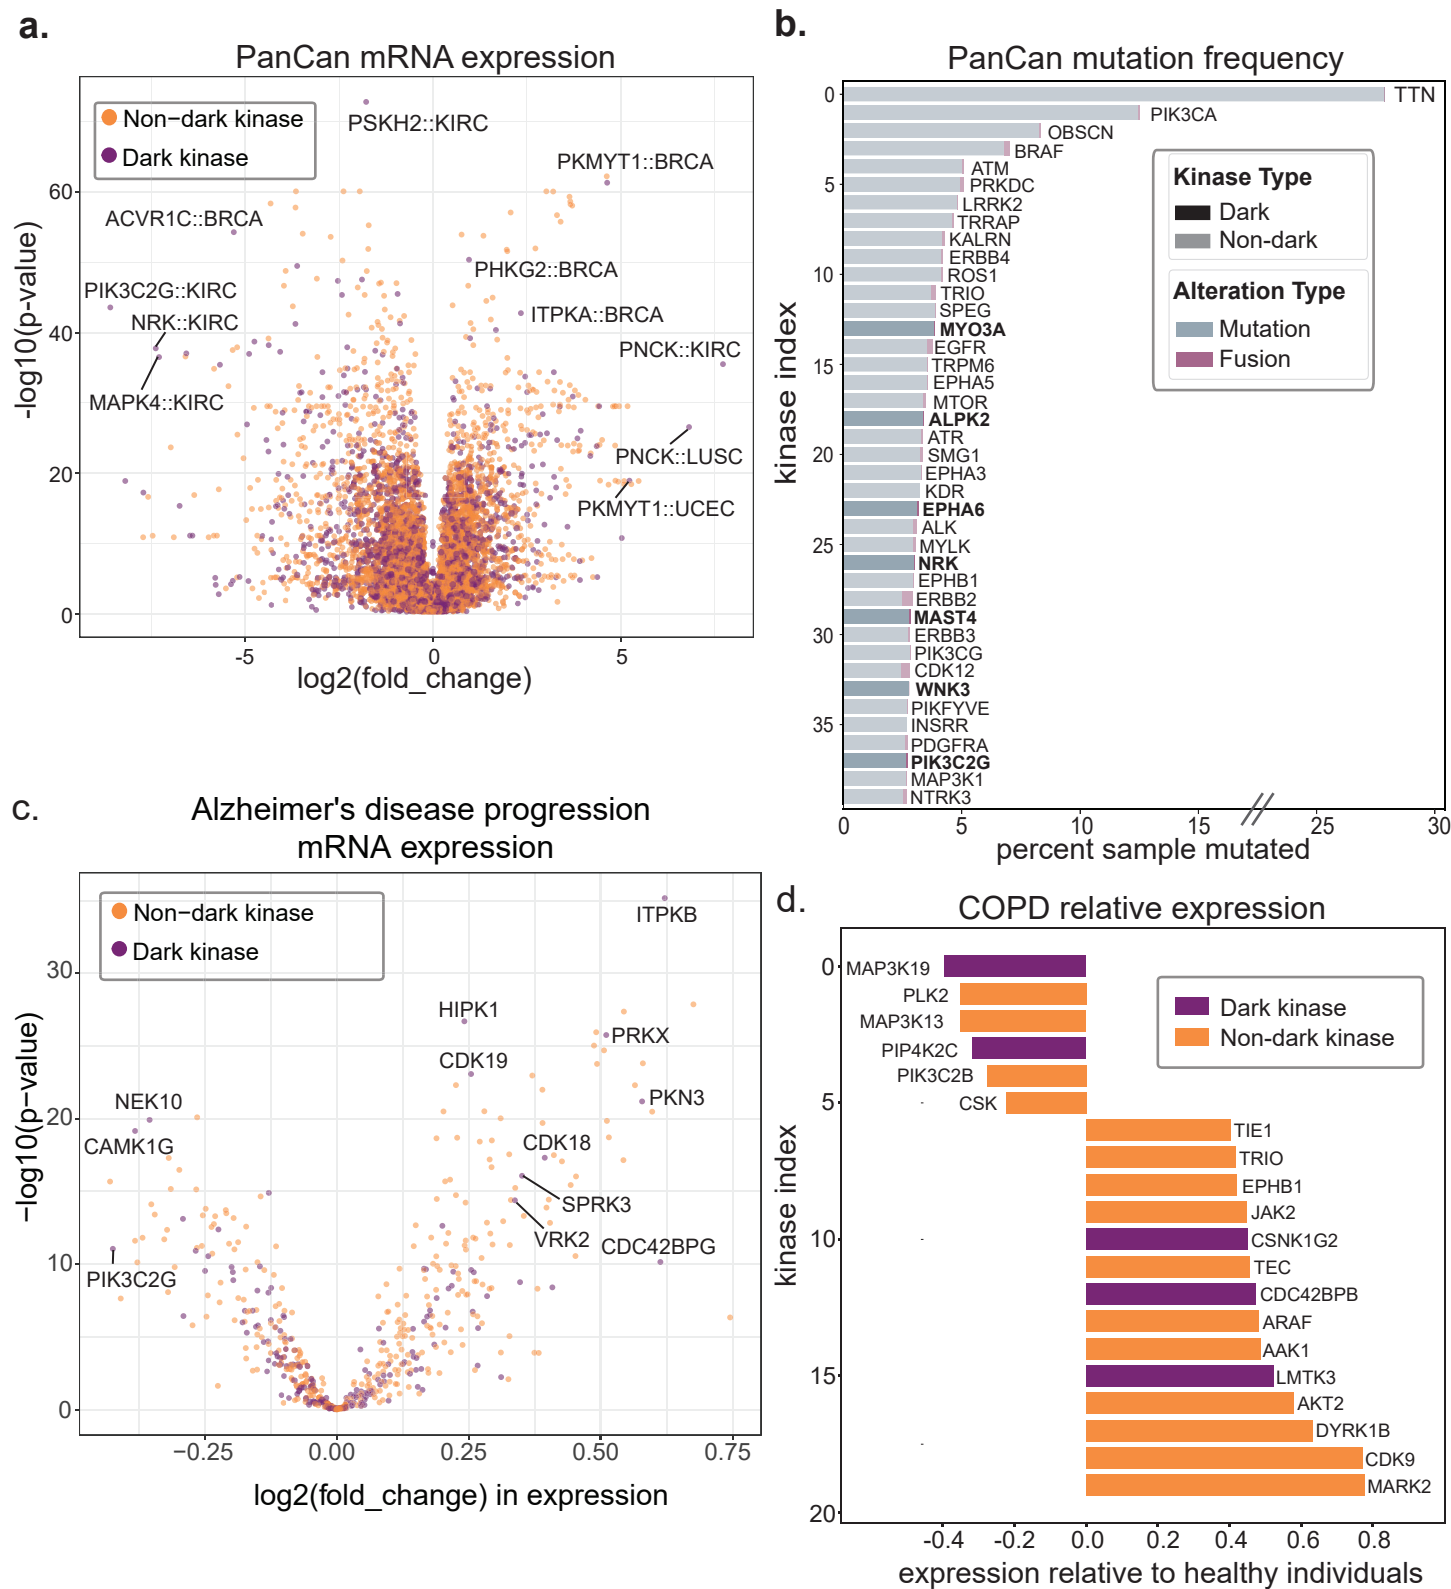 a.
PanCan mRNA expression
Non-dark kinase
Dark kinase
PSKH2::KIRC
PKMYT1::BRCA
ACVR1C::BRCA
PHKG2::BRCA
PIK3C2G::KIRC
NRK::KIRC
ITPKA::BRCA
PNCK::KIRC
MAPK4::KIRC
PNCK::LUSC
PKMYT1::UCEC
60
40
20
0
-log10(p-value)
-5
0
5
log2(fold_change)
b.
PanCan mutation frequency
0
5
10
15
20
25
30
35
kinase index
TTN
PIK3CA
OBSCN
BRAF
ATM
PRKDC
LRRK2
TRRAP
KALRN
ERBB4
ROS1
TRIO
SPEG
MYO3A
EGFR
TRPM6
EPHA5
MTOR
ALPK2
ATR
SMG1
EPHA3
KDR
EPHA6
ALK
MYLK
NRK
EPHB1
ERBB2
MAST4
ERBB3
PIK3CG
CDK12
WNK3
PIKFYVE
INSRR
PDGFRA
PIK3C2G
MAP3K1
NTRK3
Kinase Type
Dark
Non-dark
Alteration Type
Mutation
Fusion
0
5
10
15
25
30
percent sample mutated
c.
Alzheimer's disease progression
mRNA expression
Non-dark kinase
Dark kinase
ITPKB
HIPK1
PRKX
CDK19
PKN3
NEK10
CAMK1G
CDK18
SPRK3
VRK2
CDC42BPG
PIK3C2G
30
20
10
0
-log10(p-value)
-0.25
0.00
0.25
0.50
0.75
log2(fold_change) in expression
d.
COPD relative expression
0
5
10
15
20
kinase index
MAP3K19
PLK2
MAP3K13
PIP4K2C
PIK3C2B
CSK
TIE1
TRIO
EPHB1
JAK2
CSNK1G2
TEC
CDC42BPB
ARAF
AAK1
LMTK3
AKT2
DYRK1B
CDK9
MARK2
Dark kinase
Non-dark kinase
-0.4
-0.2
0.0
0.2
0.4
0.6
0.8
expression relative to healthy individuals